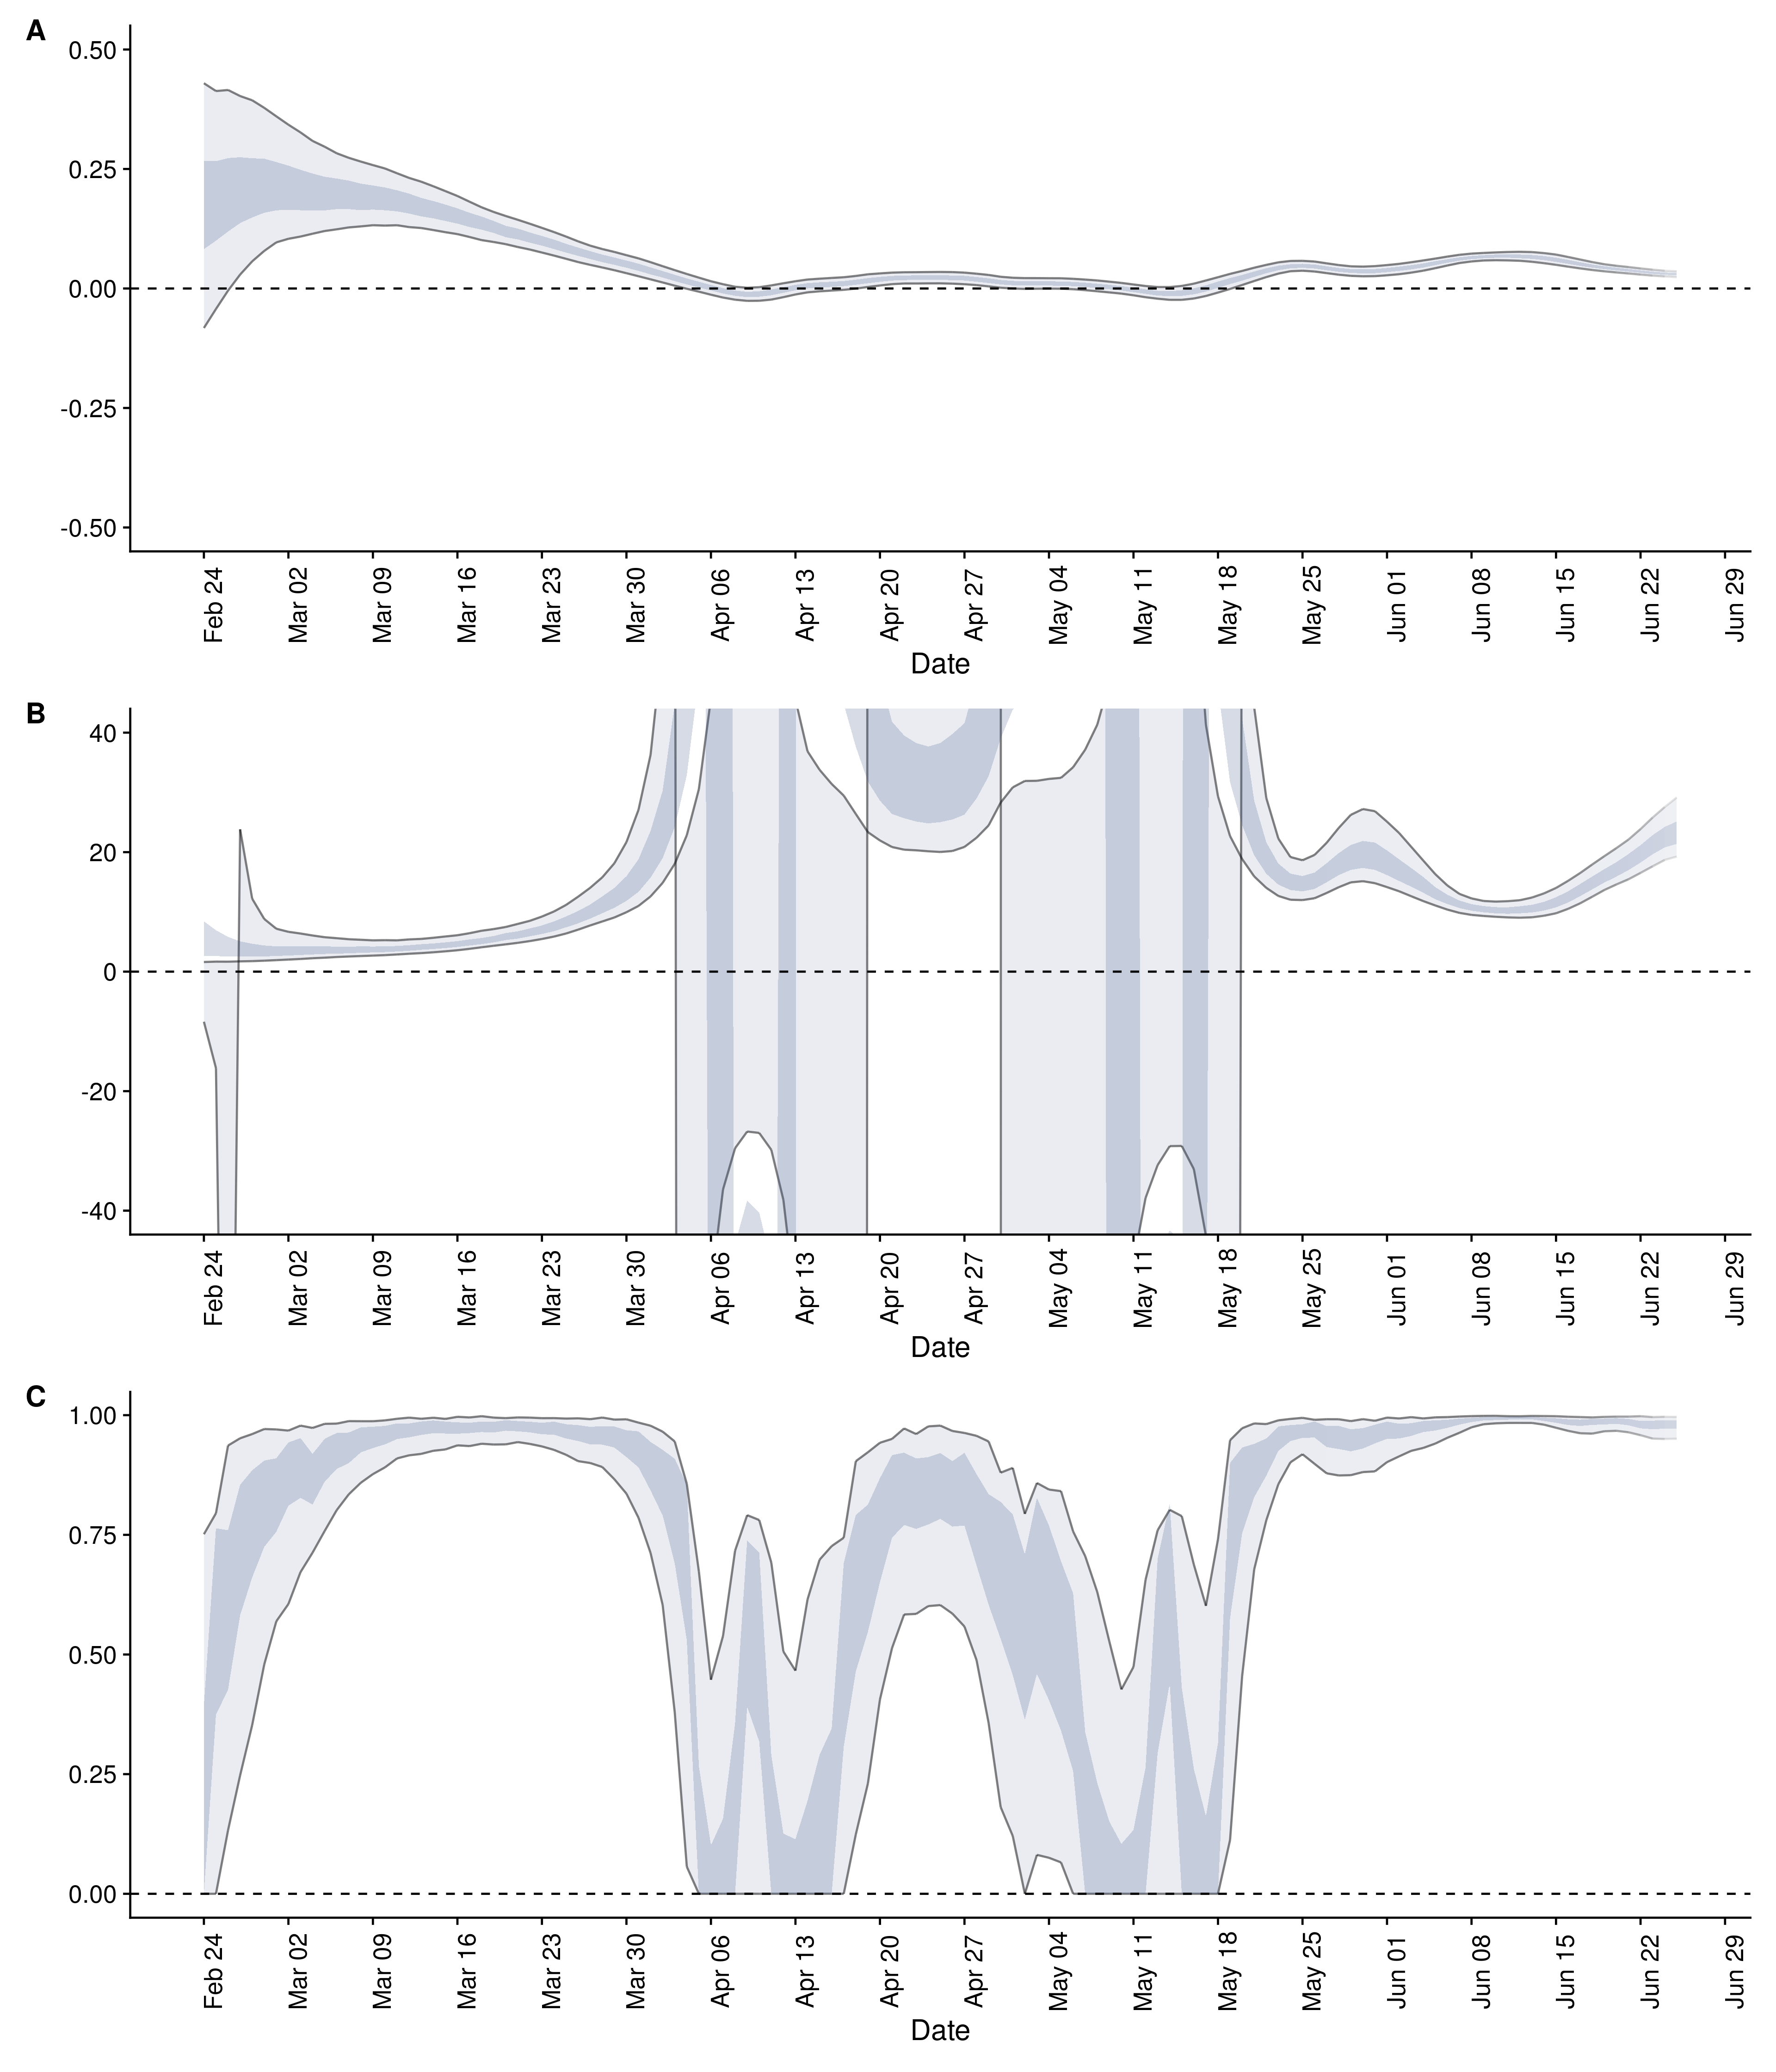 A
0.50
0.25
0.00
-0.25
-0.50
Feb 24
Mar 02
Mar 09
Mar 16
Mar 23
Mar 30
Apr 06
Apr 13
Apr 20
Apr 27
May 04
May 11
May 18
May 25
Jun 01
Jun 08
Jun 15
Jun 22
Jun 29
Date
B
40
20
0
-20
-40
Feb 24
Mar 02
Mar 09
Mar 16
Mar 23
Mar 30
Apr 06
Apr 13
Apr 20
Apr 27
May 04
May 11
May 18
May 25
Jun 01
Jun 08
Jun 15
Jun 22
Jun 29
Date
C
1.00
0.75
0.50
0.25
0.00
Feb 24
Mar 02
Mar 09
Mar 16
Mar 23
Mar 30
Apr 06
Apr 13
Apr 20
Apr 27
May 04
May 11
May 18
May 25
Jun 01
Jun 08
Jun 15
Jun 22
Jun 29
Date